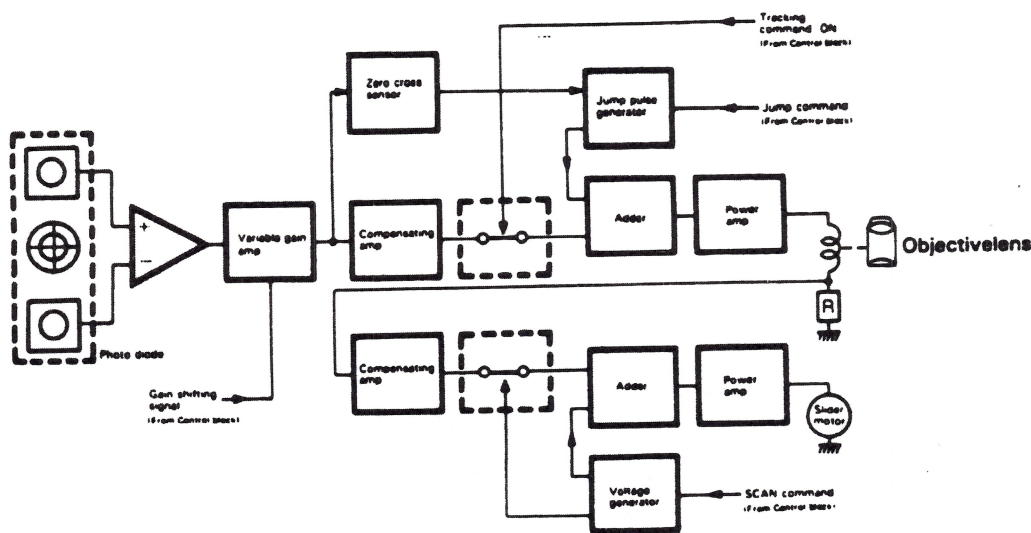 Tracking
command ON
(From Control block)
Zero cross
sensor
Jump pulse
generator
Jump command
(From Control block)
+
−
Variable gain
amp
Compensating
amp
Adder
Power
amp
Objectivelens
R
Photo diode
Gain shifting
signal
(From Control block)
Compensating
amp
Adder
Power
amp
Slider
motor
Voltage
generator
SCAN command
(From Control block)